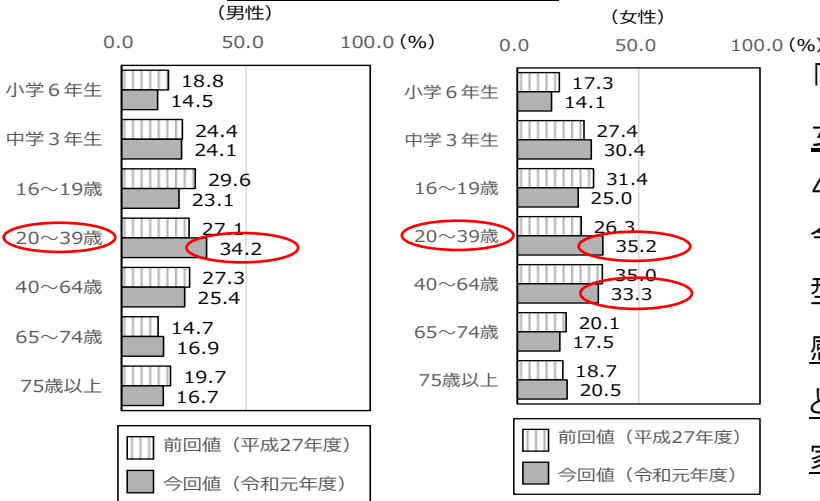 (男性)
0.0 50.0 100.0 (%)
小学６年生 18.8
14.5
中学３年生 24.4
24.1
16～19歳 29.6
23.1
20～39歳 27.1
34.2
40～64歳 27.3
25.4
65～74歳 14.7
16.9
75歳以上 19.7
16.7
前回値（平成27年度）
今回値（令和元年度）
(女性)
0.0 50.0 100.0 (%)
小学６年生 17.3
14.1
中学３年生 27.4
30.4
16～19歳 31.4
25.0
20～39歳 26.3
35.2
40～64歳 35.0
33.3
65～74歳 20.1
17.5
75歳以上 18.7
20.5
前回値（平成27年度）
今回値（令和元年度）
「